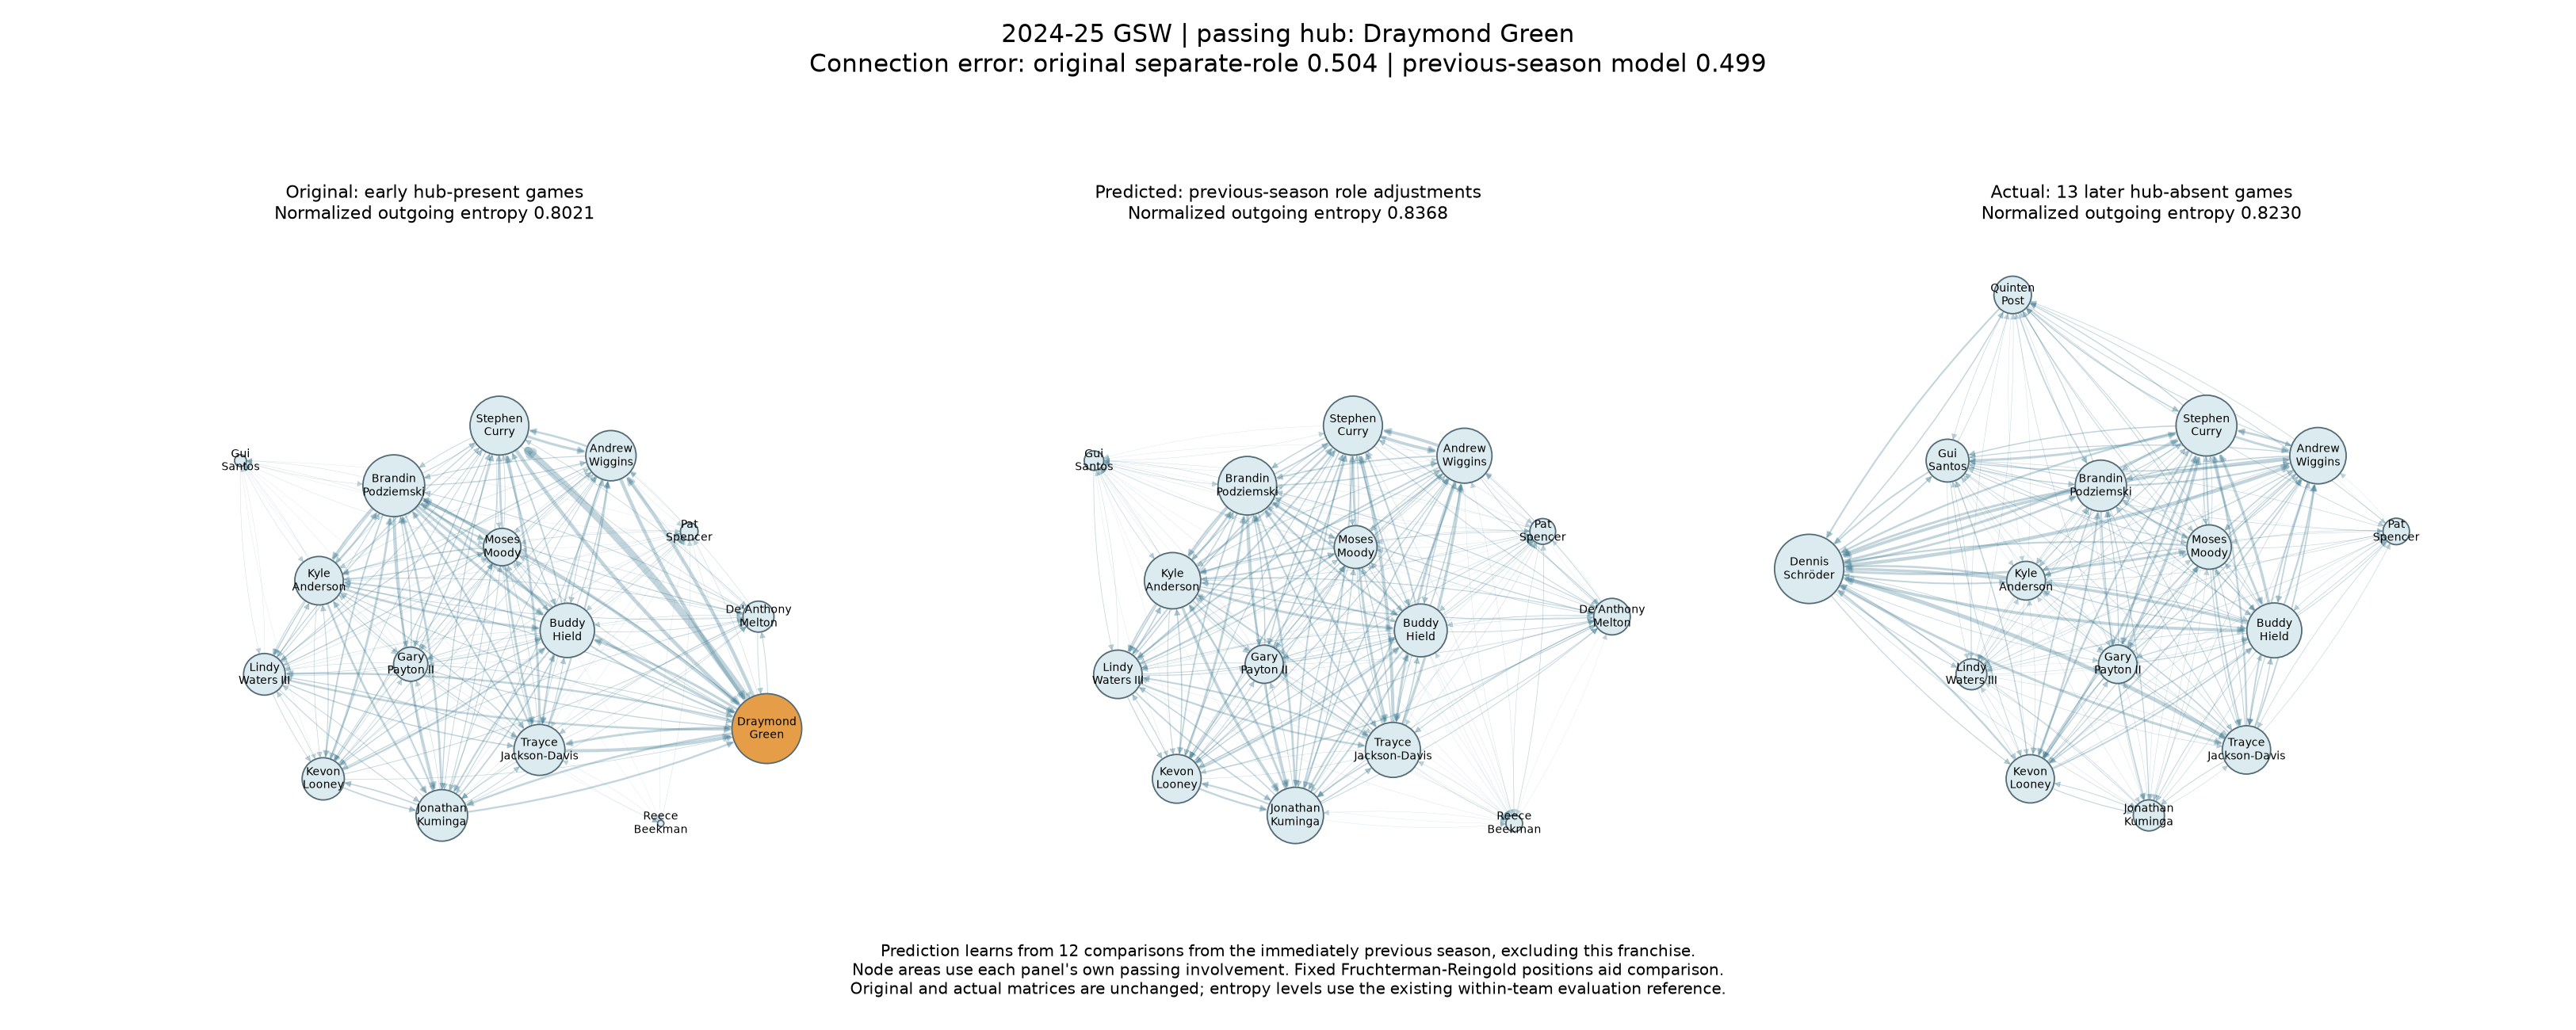 2024-25 GSW | passing hub: Draymond Green
Connection error: original separate-role 0.504 | previous-season model 0.499
Original: early hub-present games
Normalized outgoing entropy 0.8021
Stephen
Curry
Andrew
Wiggins
Gui
Santos
Brandin
Podziemski
Pat
Spencer
Moses
Moody
Kyle
Anderson
De'Anthony
Melton
Buddy
Hield
Gary
Payton II
Lindy
Waters III
Draymond
Green
Trayce
Jackson-Davis
Kevon
Looney
Jonathan
Kuminga
Reece
Beekman
Predicted: previous-season role adjustments
Normalized outgoing entropy 0.8368
Stephen
Curry
Andrew
Wiggins
Gui
Santos
Brandin
Podziemski
Pat
Spencer
Moses
Moody
Kyle
Anderson
De'Anthony
Melton
Buddy
Hield
Gary
Payton II
Lindy
Waters III
Trayce
Jackson-Davis
Kevon
Looney
Jonathan
Kuminga
Reece
Beekman
Actual: 13 later hub-absent games
Normalized outgoing entropy 0.8230
Quinten
Post
Stephen
Curry
Andrew
Wiggins
Gui
Santos
Brandin
Podziemski
Pat
Spencer
Moses
Moody
Dennis
Schröder
Kyle
Anderson
Buddy
Hield
Gary
Payton II
Lindy
Waters III
Trayce
Jackson-Davis
Kevon
Looney
Jonathan
Kuminga
Prediction learns from 12 comparisons from the immediately previous season, excluding this franchise.
Node areas use each panel's own passing involvement. Fixed Fruchterman-Reingold positions aid comparison.
Original and actual matrices are unchanged; entropy levels use the existing within-team evaluation reference.